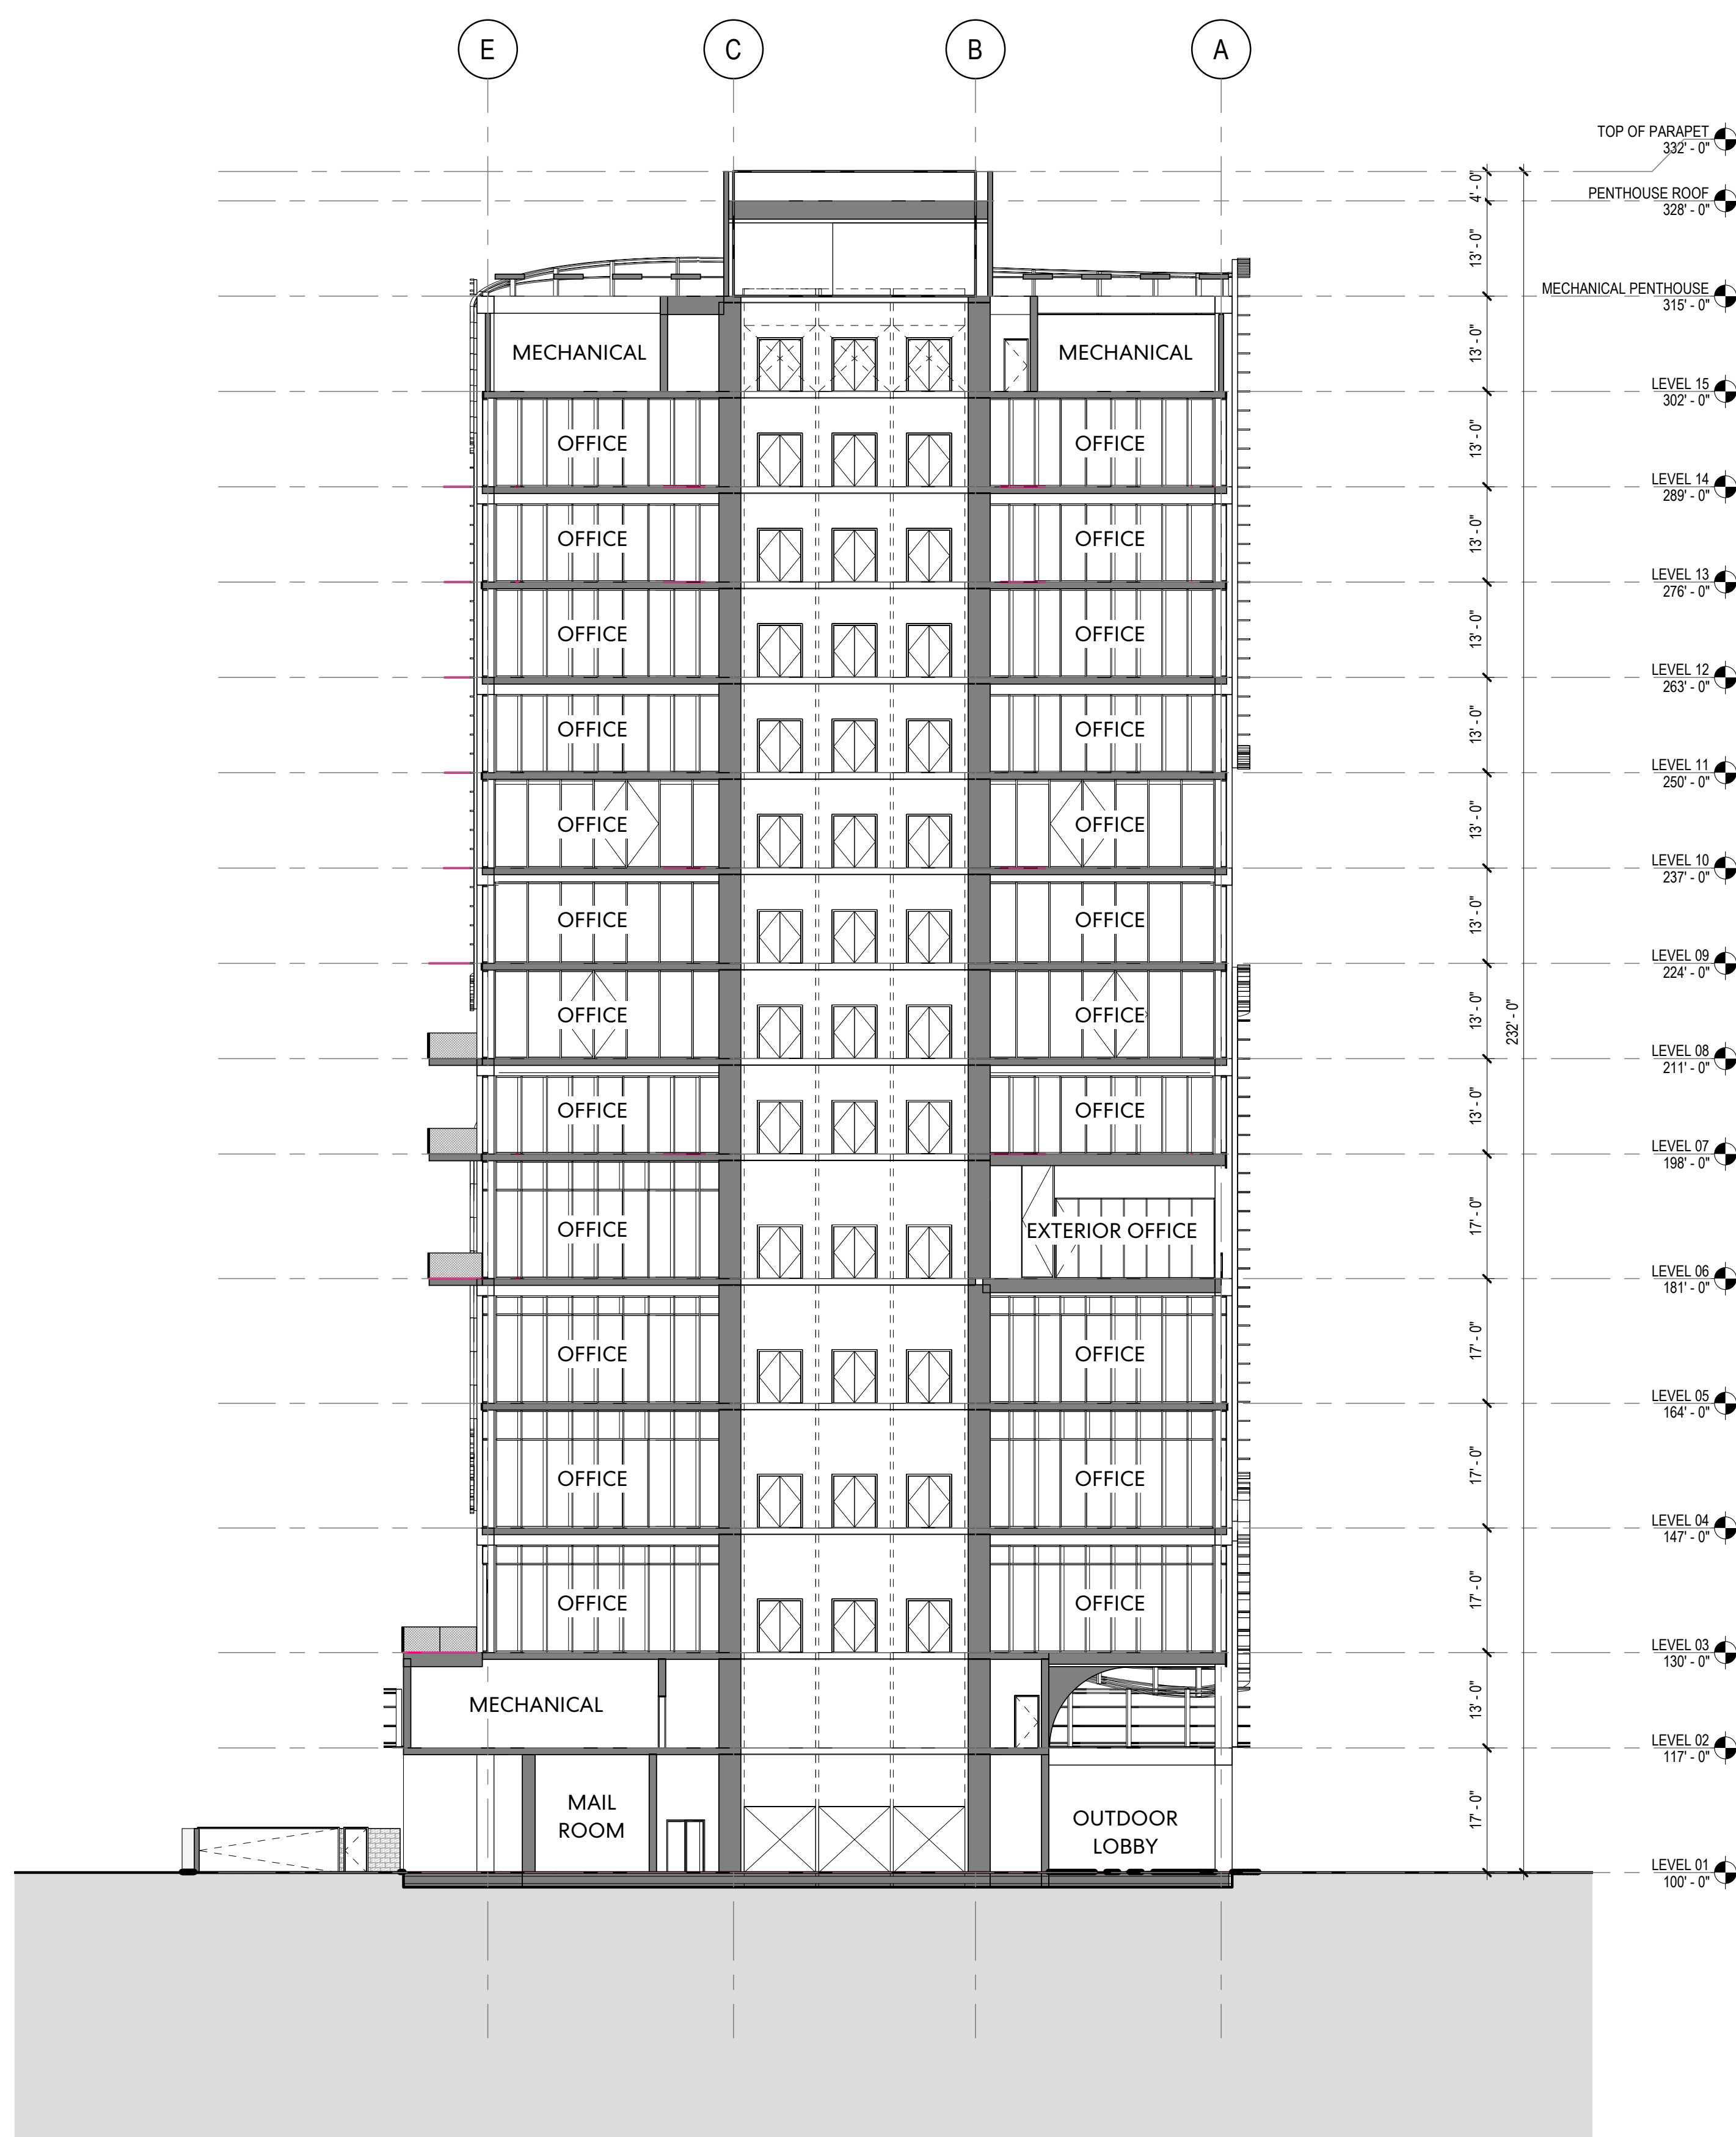 E C B A
TOP OF PARAPET
332' - 0"
4' - 0"
PENTHOUSE ROOF
328' - 0"
13' - 0"
MECHANICAL PENTHOUSE
315' - 0"
MECHANICAL MECHANICAL 13' - 0"
LEVEL 15
302' - 0"
OFFICE OFFICE 13' - 0"
LEVEL 14
289' - 0"
OFFICE OFFICE 13' - 0"
LEVEL 13
276' - 0"
OFFICE OFFICE 13' - 0"
LEVEL 12
263' - 0"
OFFICE OFFICE 13' - 0"
LEVEL 11
250' - 0"
OFFICE OFFICE 13' - 0"
LEVEL 10
237' - 0"
OFFICE OFFICE 13' - 0"
LEVEL 09
224' - 0"
OFFICE OFFICE 13' - 0" 232' - 0"
LEVEL 08
211' - 0"
OFFICE OFFICE 13' - 0"
LEVEL 07
198' - 0"
OFFICE EXTERIOR OFFICE 17' - 0"
LEVEL 06
181' - 0"
OFFICE OFFICE 17' - 0"
LEVEL 05
164' - 0"
OFFICE OFFICE 17' - 0"
LEVEL 04
147' - 0"
OFFICE OFFICE 17' - 0"
LEVEL 03
130' - 0"
MECHANICAL 13' - 0"
LEVEL 02
117' - 0"
MAIL
ROOM
OUTDOOR
LOBBY
17' - 0"
LEVEL 01
100' - 0"